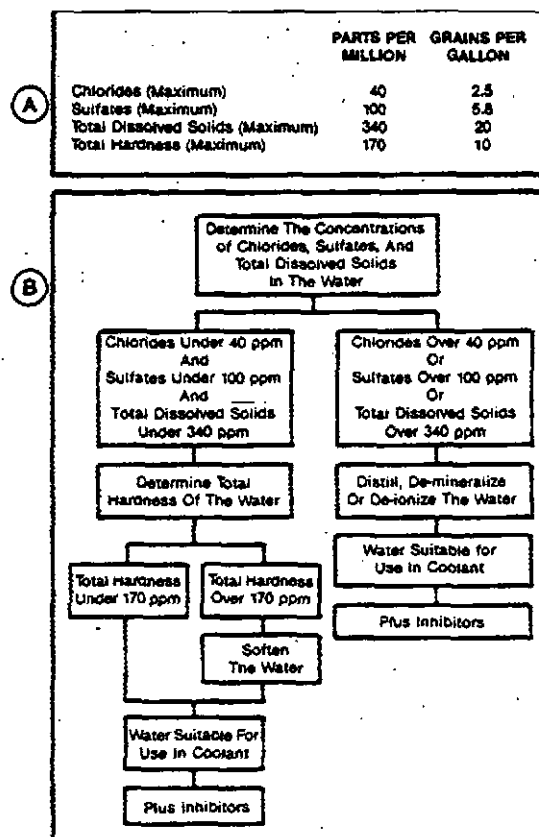 A
PARTS PER MILLION GRAINS PER GALLON
Chlorides (Maximum) 40 2.5
Sulfates (Maximum) 100 5.8
Total Dissolved Solids (Maximum) 340 20
Total Hardness (Maximum) 170 10
B
Determine The Concentrations
of Chlorides, Sulfates, And
Total Dissolved Solids
In The Water
Chlorides Under 40 ppm
And
Sulfates Under 100 ppm
And
Total Dissolved Solids
Under 340 ppm
Chlorides Over 40 ppm
Or
Sulfates Over 100 ppm
Or
Total Dissolved Solids
Over 340 ppm
Determine Total
Hardness Of The Water
Distill, De-mineralize
Or De-ionize The Water
Water Suitable for
Use In Coolant
Plus Inhibitors
Total Hardness
Under 170 ppm
Total Hardness
Over 170 ppm
Soften
The Water
Water Suitable For
Use In Coolant
Plus Inhibitors